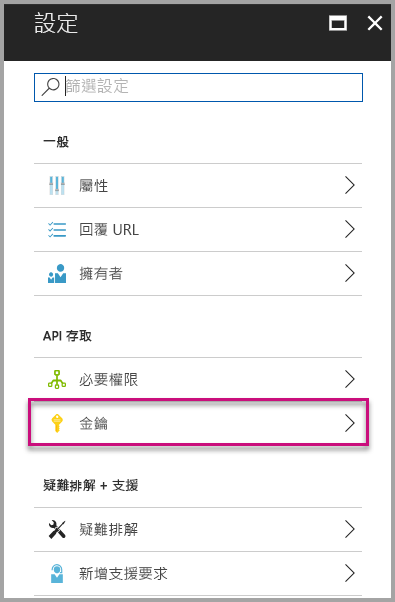 設定
篩選設定
一般
屬性
回覆 URL
擁有者
API 存取
必要權限
金鑰
疑難排解 + 支援
疑難排解
新增支援要求